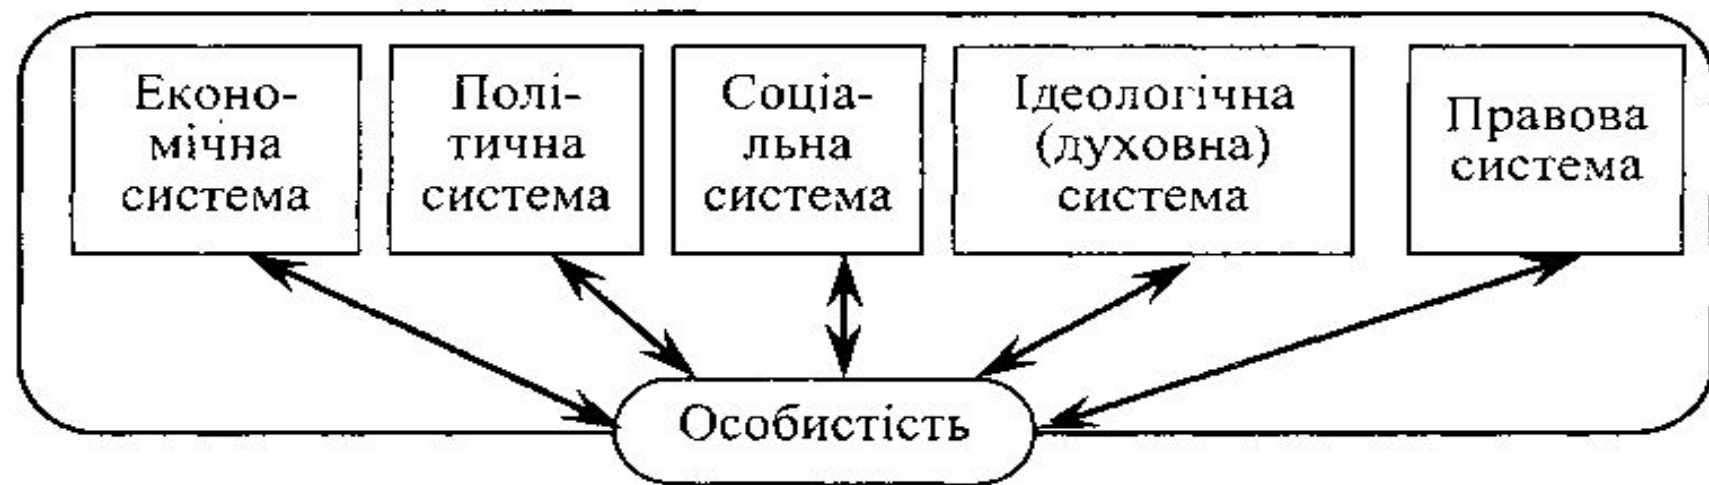 Еконо-
мічна
система
Полі-
тична
система
Соціа-
льна
система
Ідеологічна
(духовна)
система
Правова
система
Особистість